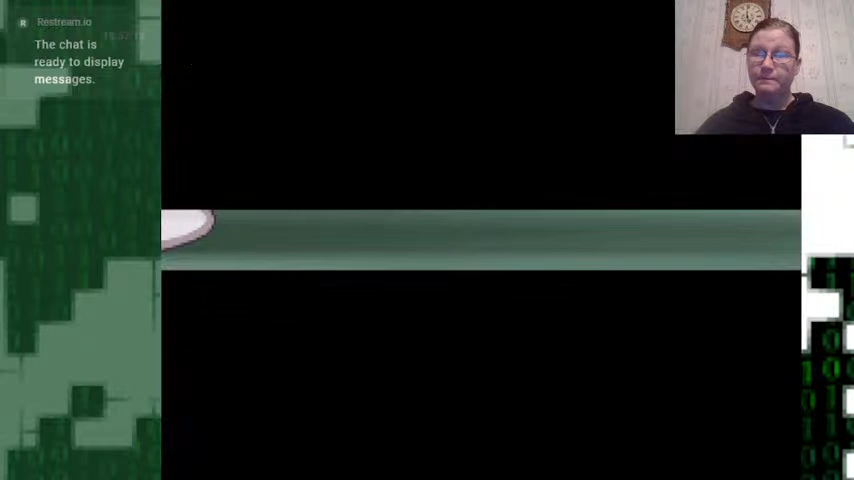 Restream.io
The chat is
ready to display
messages.